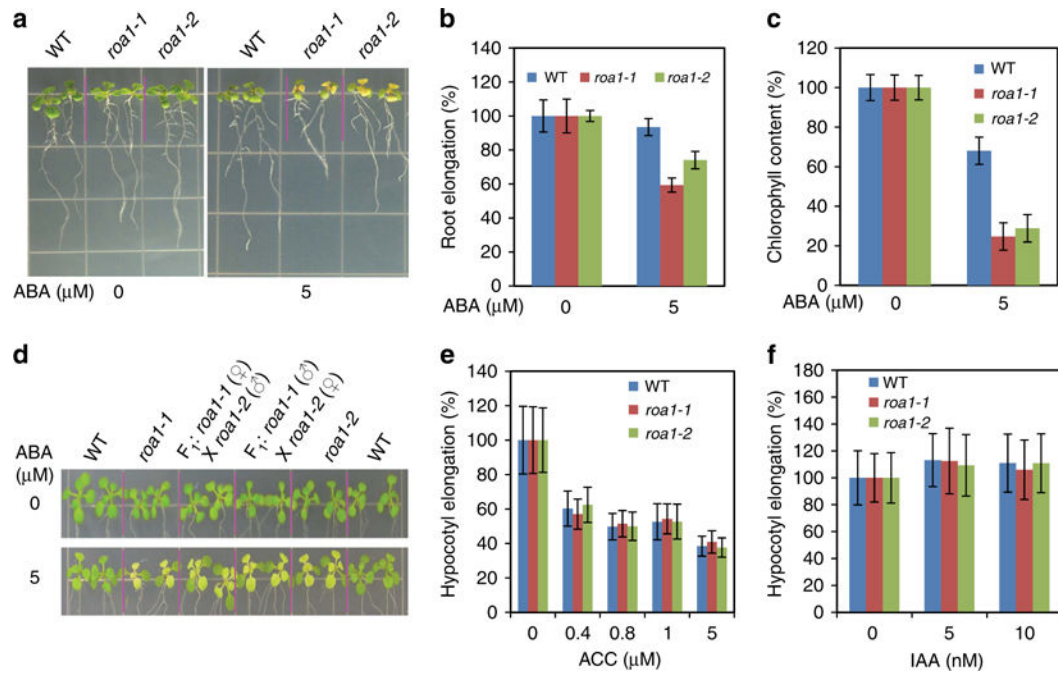 a
WT
roa1-1
roa1-2
WT
roa1-1
roa1-2
ABA (μM)
0
5
b
140
120
100
80
60
40
20
0
Root elongation (%)
WT
roa1-1
roa1-2
ABA (μM)
0
5
c
120
100
80
60
40
20
0
Chlorophyll content (%)
WT
roa1-1
roa1-2
ABA (μM)
0
5
d
ABA
(μM)
WT
roa1-1
F₁; roa1-1 (♀)
X roa1-2 (♂)
F₁; roa1-1 (♂)
X roa1-2 (♀)
roa1-2
WT
0
5
e
140
120
100
80
60
40
20
0
Hypocotyl elongation (%)
WT
roa1-1
roa1-2
0
0.4
0.8
1
5
ACC (μM)
f
180
160
140
120
100
80
60
40
20
0
Hypocotyl elongation (%)
WT
roa1-1
roa1-2
0
5
10
IAA (nM)